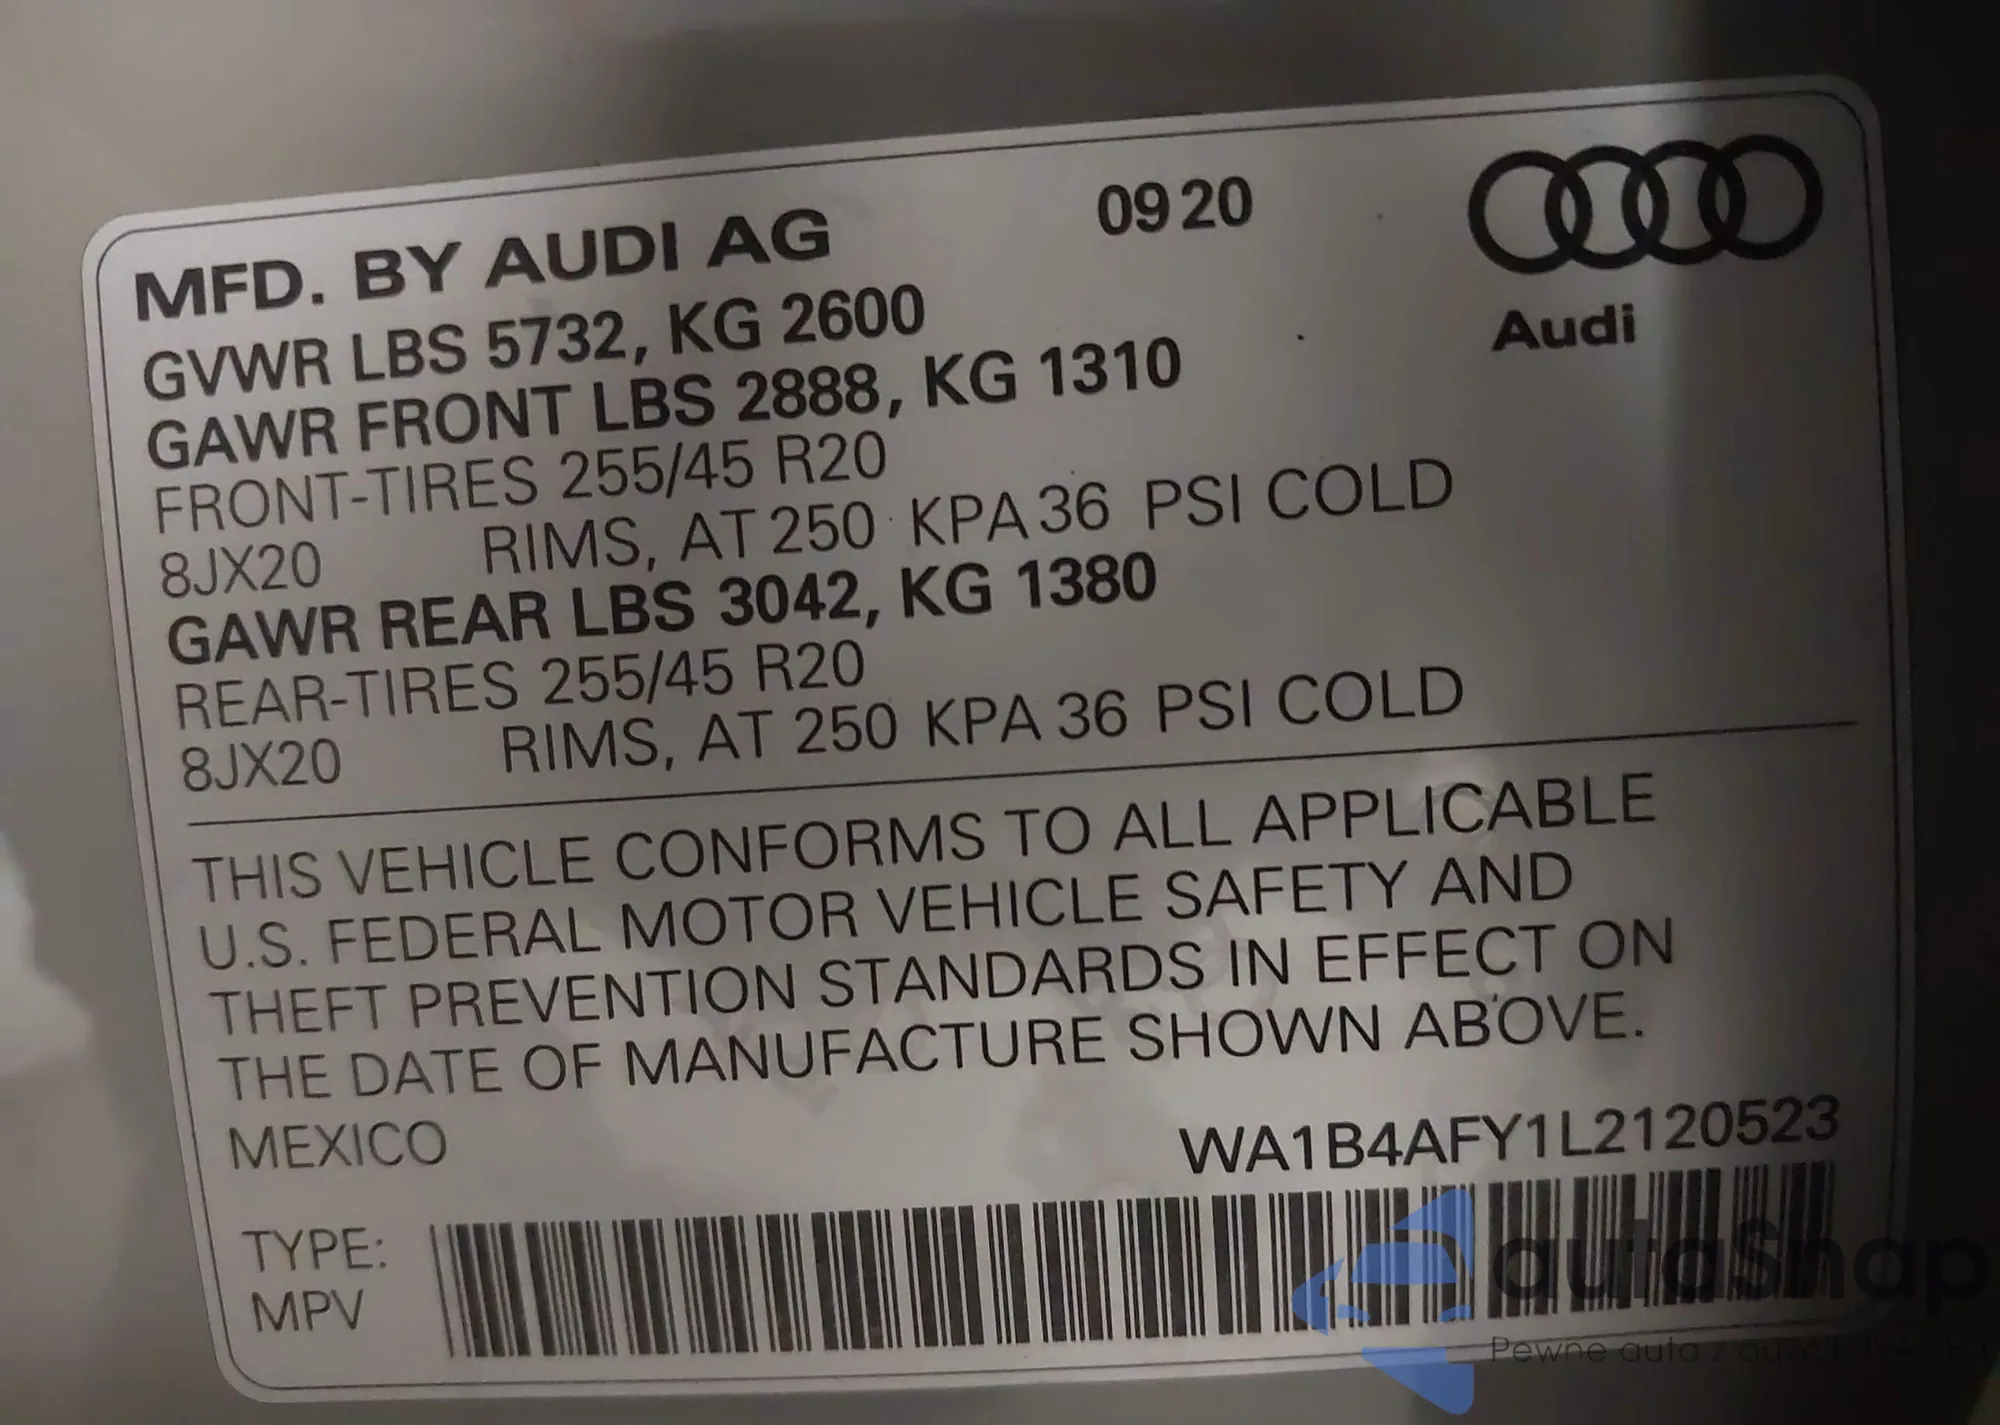 MFD. BY AUDI AG 09 20
GVWR LBS 5732, KG 2600
Audi
GAWR FRONT LBS 2888, KG 1310
FRONT-TIRES 255/45 R20
8JX20 RIMS, AT 250 KPA 36 PSI COLD
GAWR REAR LBS 3042, KG 1380
REAR-TIRES 255/45 R20
8JX20 RIMS, AT 250 KPA 36 PSI COLD
THIS VEHICLE CONFORMS TO ALL APPLICABLE
U.S. FEDERAL MOTOR VEHICLE SAFETY AND
THEFT PREVENTION STANDARDS IN EFFECT ON
THE DATE OF MANUFACTURE SHOWN ABOVE.
MEXICO
WA1B4AFY1L2120523
TYPE:
MPV
autaSnap
Pewne auto z